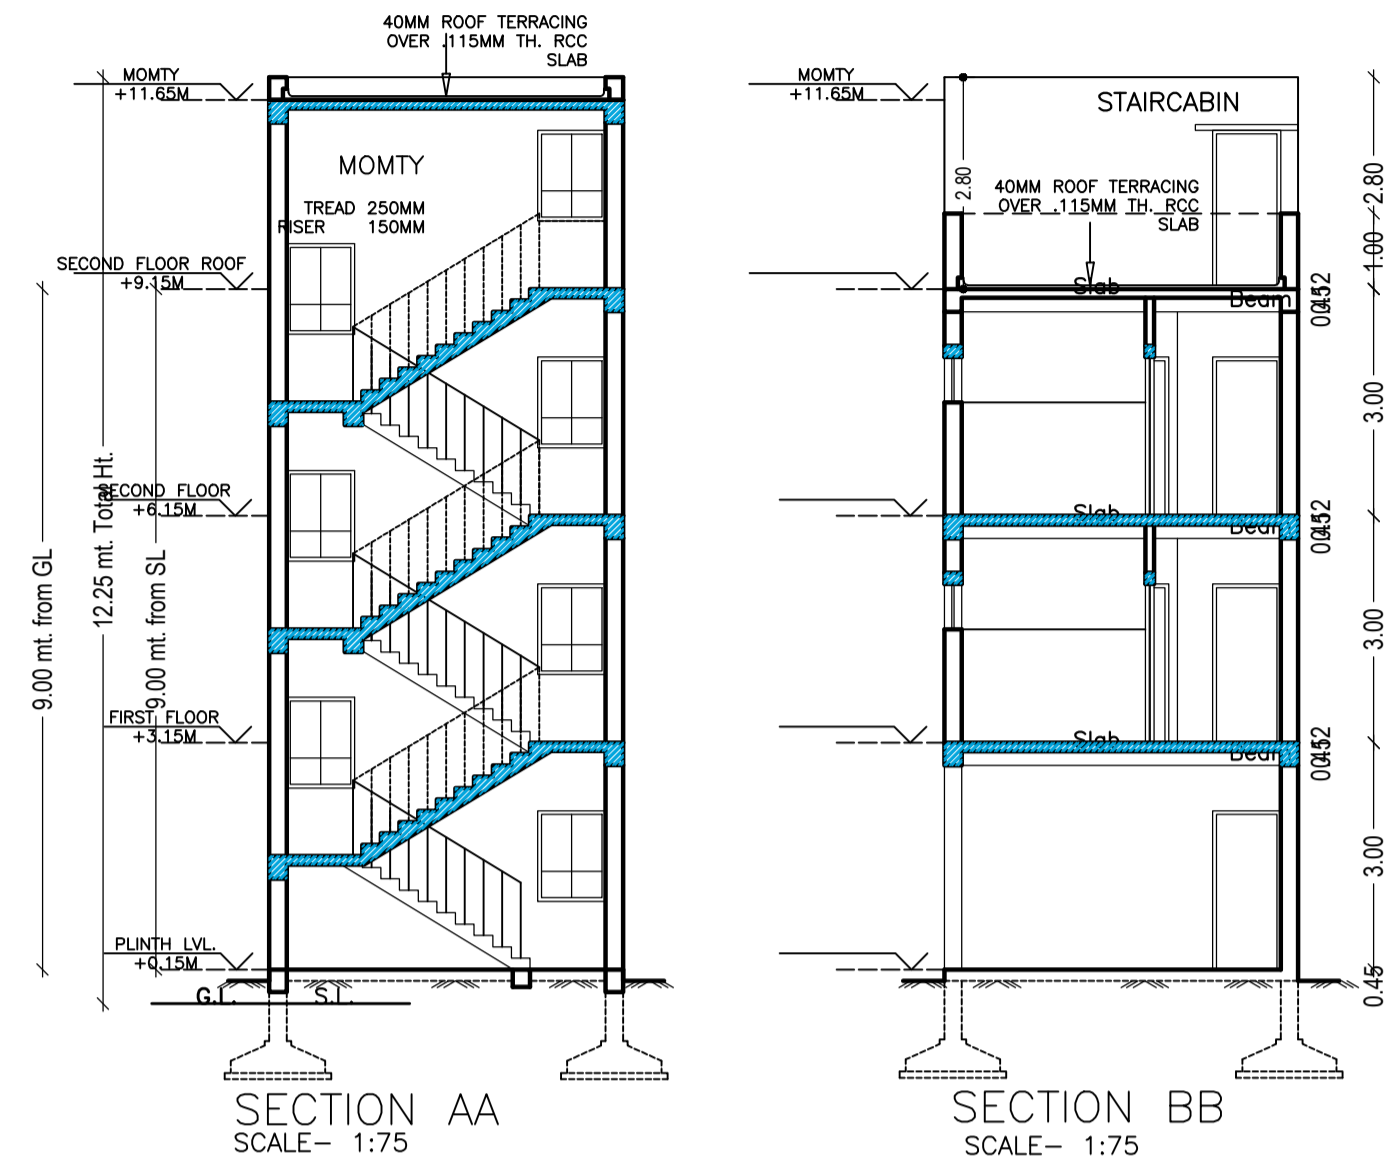 40MM ROOF TERRACING
OVER .115MM TH. RCC
SLAB
MOMTY
+11.65M
MOMTY
TREAD 250MM
RISER 150MM
SECOND FLOOR ROOF
+9.15M
SECOND FLOOR
+6.15M
FIRST FLOOR
+3.15M
PLINTH LVL.
+0.15M
9.00 mt. from GL
12.25 mt. Total Ht.
9.00 mt. from SL
G.L. S.L.
SECTION AA
SCALE- 1:75
MOMTY
+11.65M
STAIRCABIN
2.80
40MM ROOF TERRACING
OVER .115MM TH. RCC
SLAB
Slab
Beam
Slab
Beam
Slab
Beam
2.80
1.00
3.00
3.00
3.00
0.45
SECTION BB
SCALE- 1:75